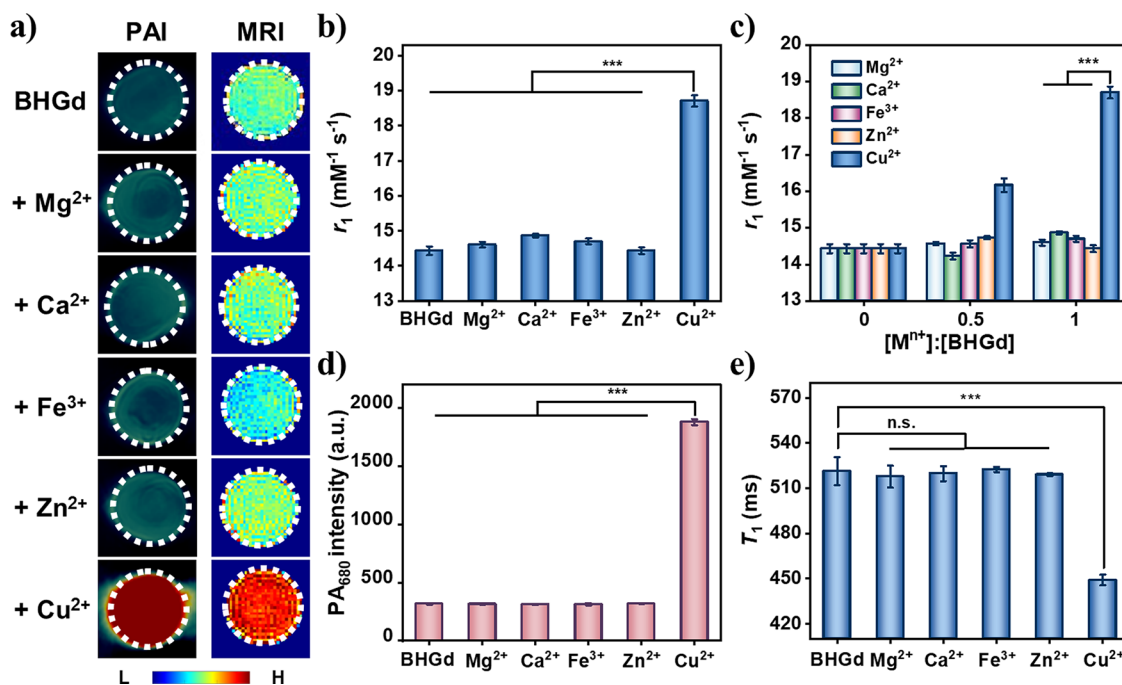 a)
PAI MRI
BHGd
+ Mg²⁺
+ Ca²⁺
+ Fe³⁺
+ Zn²⁺
+ Cu²⁺
L H
b)
20
19
18
17
16
15
14
13
r₁ (mM⁻¹ s⁻¹)
***
BHGd Mg²⁺ Ca²⁺ Fe³⁺ Zn²⁺ Cu²⁺
c)
20
19
18
17
16
15
14
13
r₁ (mM⁻¹ s⁻¹)
Mg²⁺
Ca²⁺
Fe³⁺
Zn²⁺
Cu²⁺
***
0 0.5 1
[Mⁿ⁺]:[BHGd]
d)
2000
1500
1000
500
0
PA₆₈₀ intensity (a.u.)
***
BHGd Mg²⁺ Ca²⁺ Fe³⁺ Zn²⁺ Cu²⁺
e)
570
540
510
480
450
420
T₁ (ms)
***
n.s.
BHGd Mg²⁺ Ca²⁺ Fe³⁺ Zn²⁺ Cu²⁺